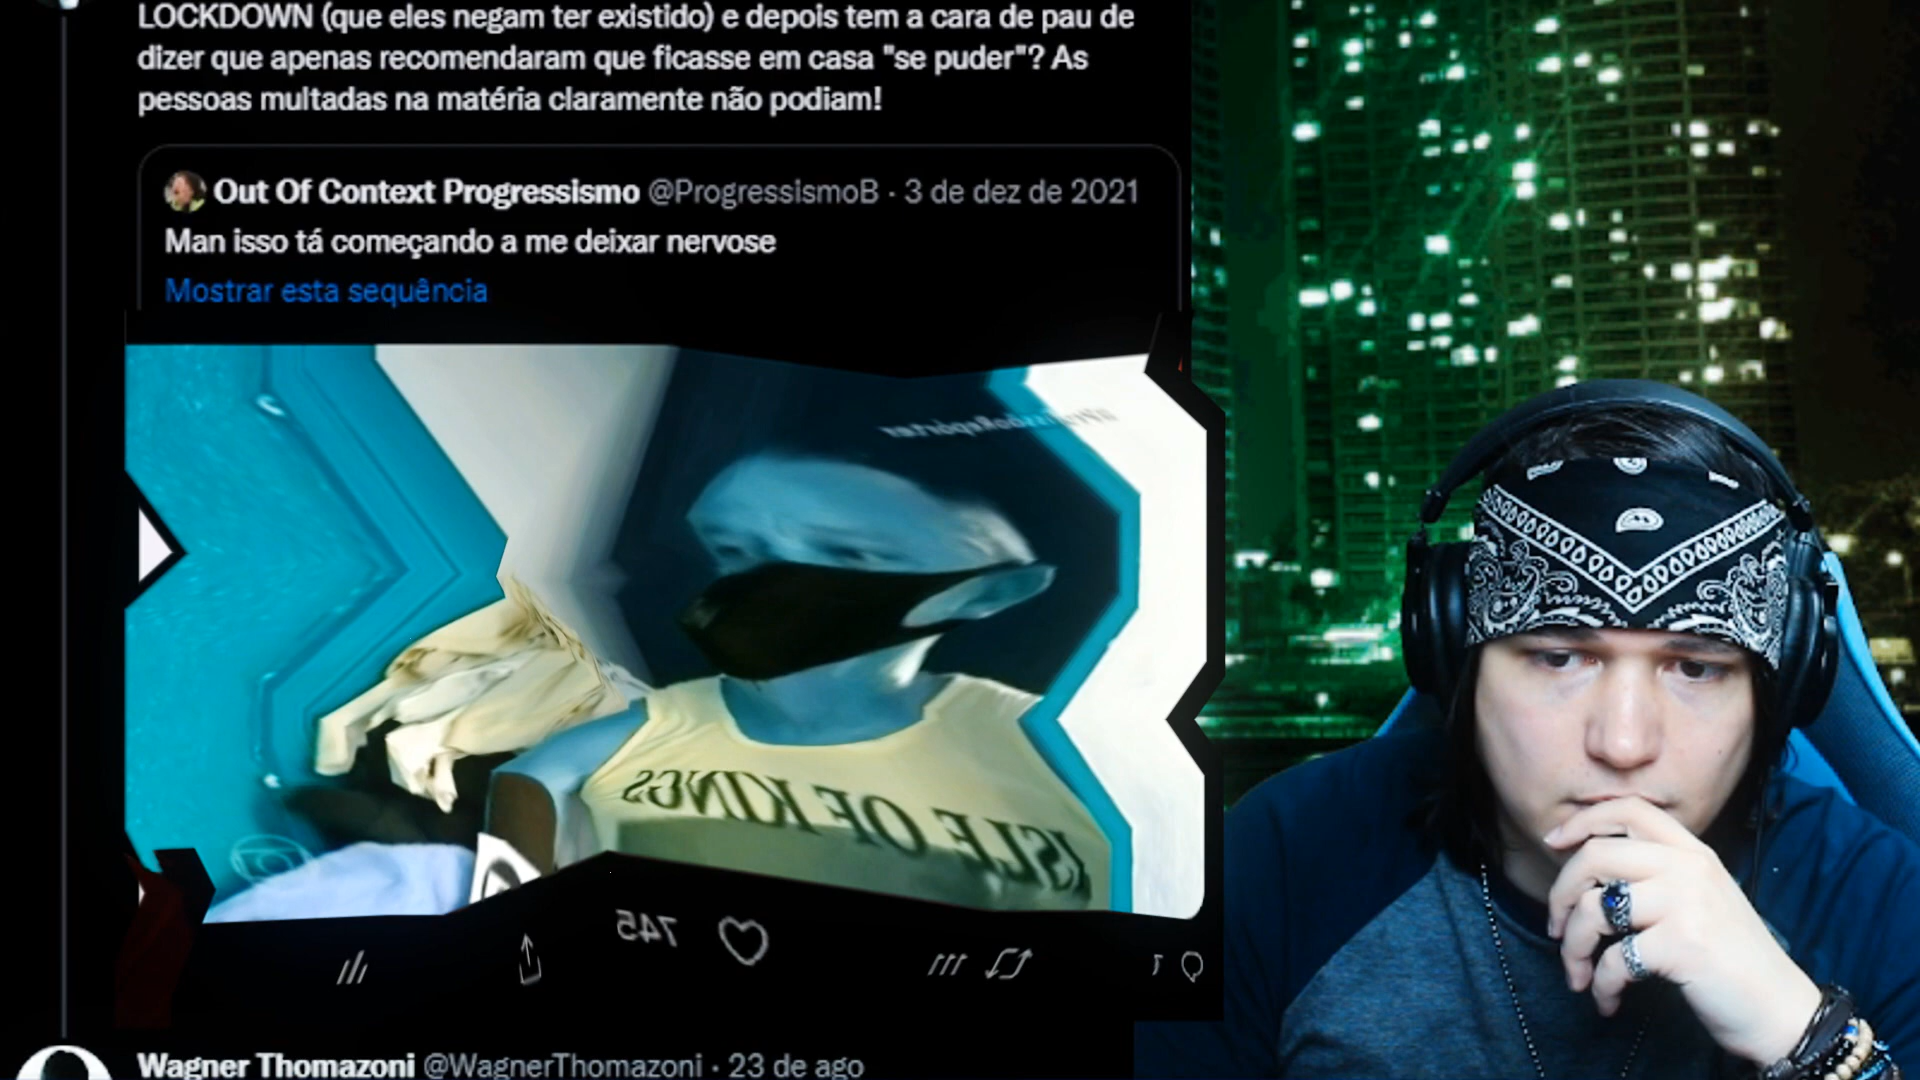 LOCKDOWN (que eles negam ter existido) e depois tem a cara de pau de
dizer que apenas recomendaram que ficasse em casa "se puder"? As
pessoas multadas na matéria claramente não podiam!
Out Of Context Progressismo @ProgressismoB · 3 de dez de 2021
Man isso tá começando a me deixar nervose
Mostrar esta sequência
ISLE OF KINGS
745
Wagner Thomazoni @WagnerThomazoni · 23 de ago